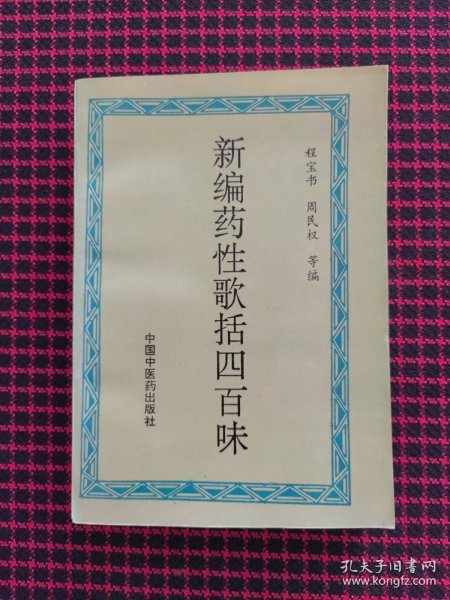 程宝书 周民权 等编
新编药性歌括四百味
中国中医药出版社
孔夫子旧书网
www.kongfz.com